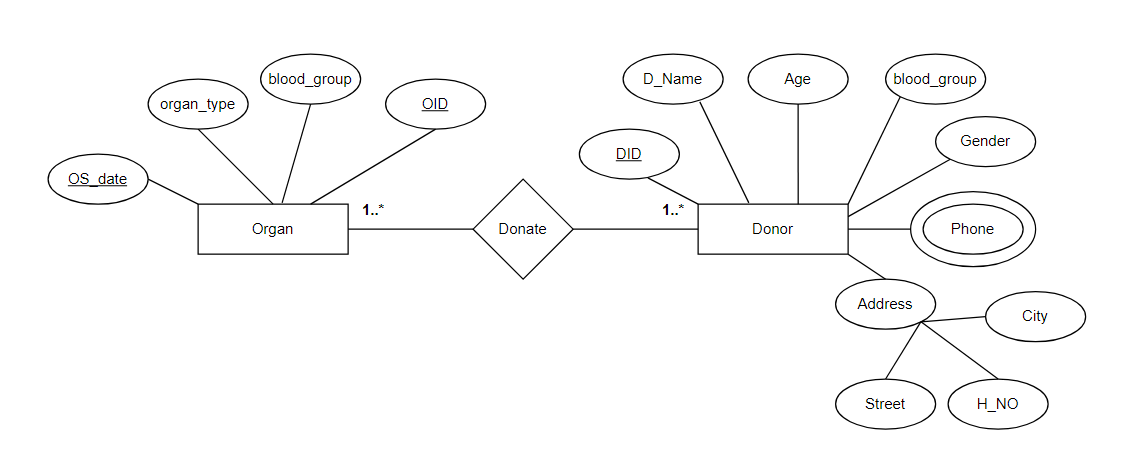 blood_group
D_Name
Age
blood_group
organ_type
OID
Gender
DID
OS_date
1..*
1..*
Organ
Donate
Donor
Phone
Address
City
Street
H_NO